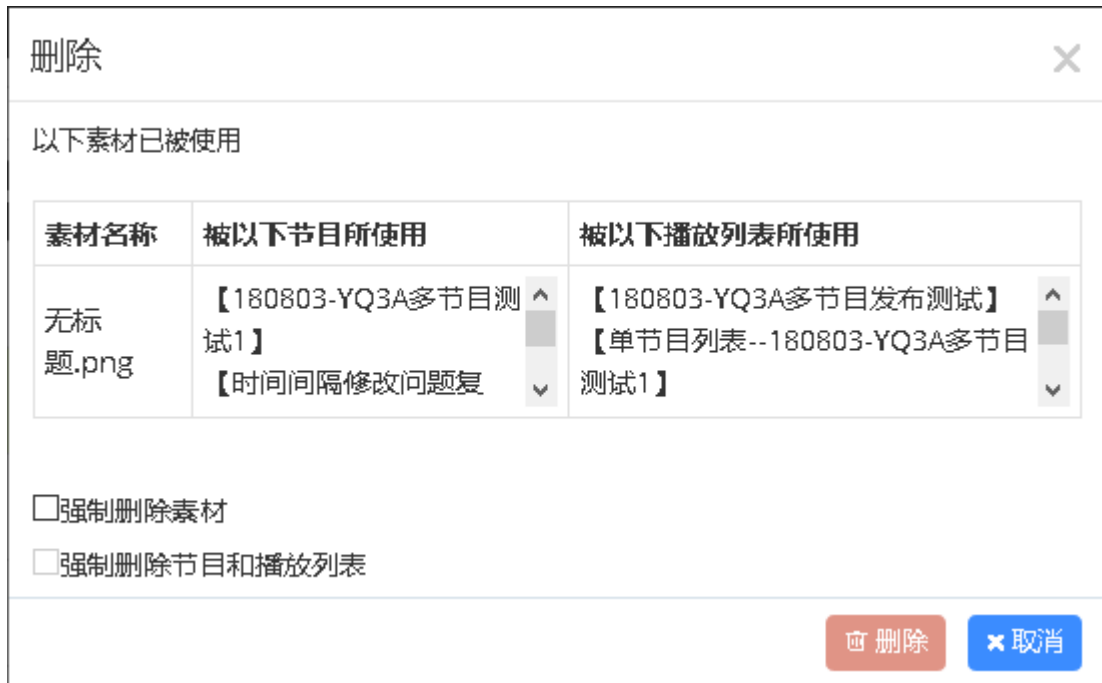 删除
以下素材已被使用
素材名称 被以下节目所使用 被以下播放列表所使用
无标
题.png
【180803-YQ3A多节目测
试1】
【时间间隔修改问题复
【180803-YQ3A多节目发布测试】
【单节目列表--180803-YQ3A多节目
测试1】
强制删除素材
强制删除节目和播放列表
删除 取消